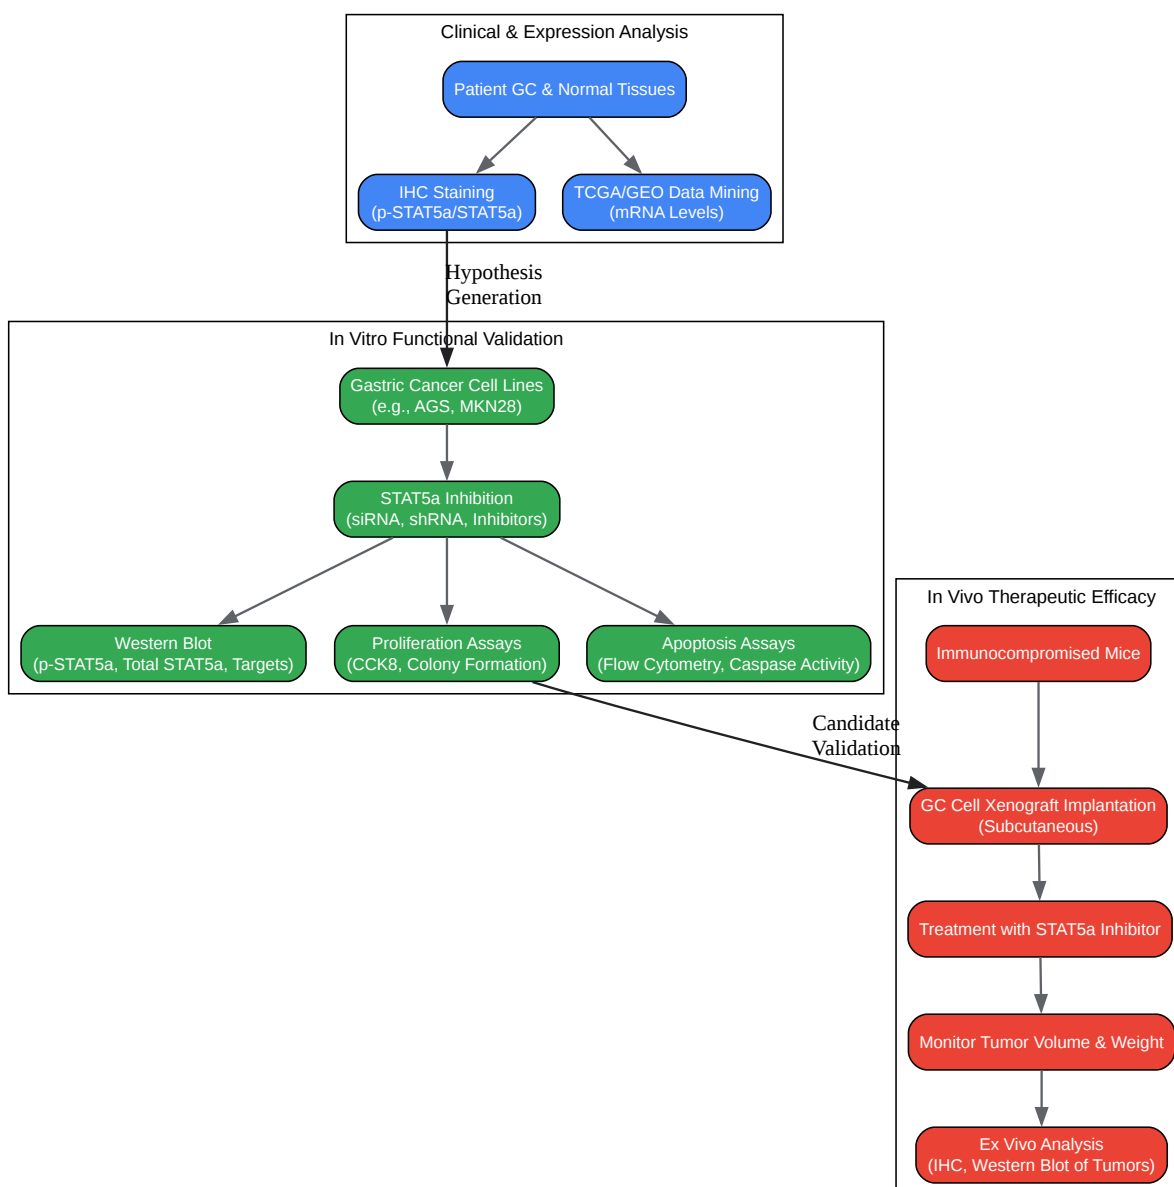 Clinical & Expression Analysis
Patient GC & Normal Tissues
IHC Staining
(p-STAT5a/STAT5a)
TCGA/GEO Data Mining
(mRNA Levels)
Hypothesis
Generation
In Vitro Functional Validation
Gastric Cancer Cell Lines
(e.g., AGS, MKN28)
STAT5a Inhibition
(siRNA, shRNA, Inhibitors)
Western Blot
(p-STAT5a, Total STAT5a, Targets)
Proliferation Assays
(CCK8, Colony Formation)
Apoptosis Assays
(Flow Cytometry, Caspase Activity)
Candidate
Validation
In Vivo Therapeutic Efficacy
Immunocompromised Mice
GC Cell Xenograft Implantation
(Subcutaneous)
Treatment with STAT5a Inhibitor
Monitor Tumor Volume & Weight
Ex Vivo Analysis
(IHC, Western Blot of Tumors)